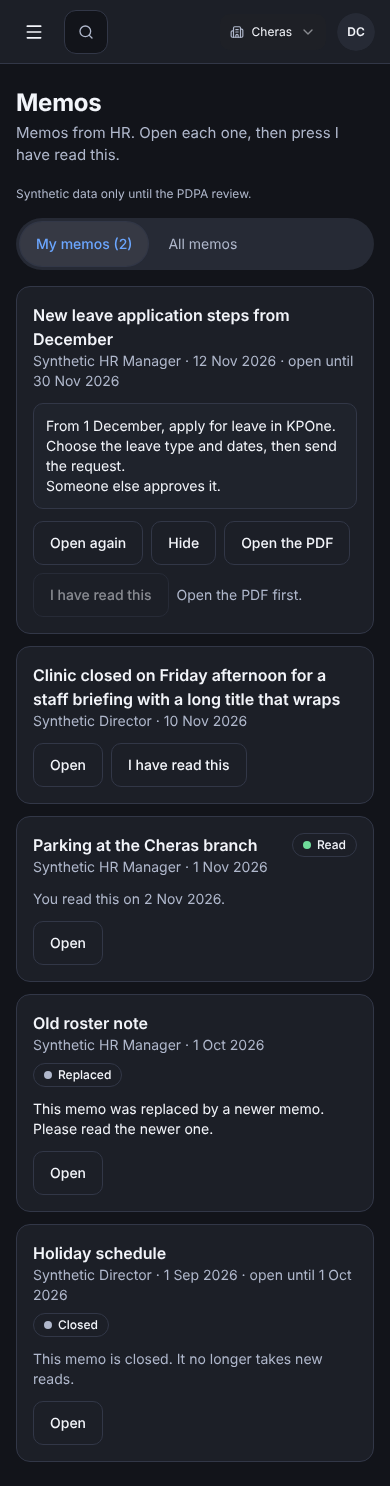 Cheras
DC
Memos
Memos from HR. Open each one, then press I
have read this.
Synthetic data only until the PDPA review.
My memos (2)
All memos
New leave application steps from
December
Synthetic HR Manager · 12 Nov 2026 · open until
30 Nov 2026
From 1 December, apply for leave in KPOne.
Choose the leave type and dates, then send
the request.
Someone else approves it.
Open again
Hide
Open the PDF
I have read this
Open the PDF first.
Clinic closed on Friday afternoon for a
staff briefing with a long title that wraps
Synthetic Director · 10 Nov 2026
Open
I have read this
Parking at the Cheras branch
Read
Synthetic HR Manager · 1 Nov 2026
You read this on 2 Nov 2026.
Open
Old roster note
Synthetic HR Manager · 1 Oct 2026
Replaced
This memo was replaced by a newer memo.
Please read the newer one.
Open
Holiday schedule
Synthetic Director · 1 Sep 2026 · open until 1 Oct
2026
Closed
This memo is closed. It no longer takes new
reads.
Open